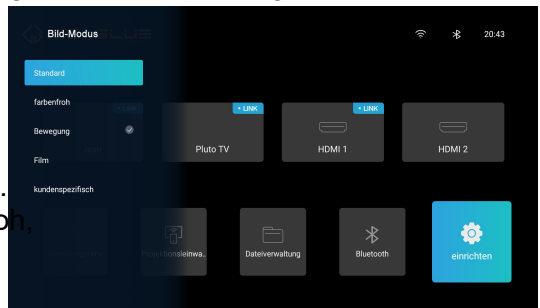 Bild-Modus
20:43
Standard
farbenfroh
Bewegung
Film
kundenspezifisch
+ LINK
+ LINK
Pluto TV
HDMI 1
HDMI 2
Dateiverwaltung
Bluetooth
einrichten